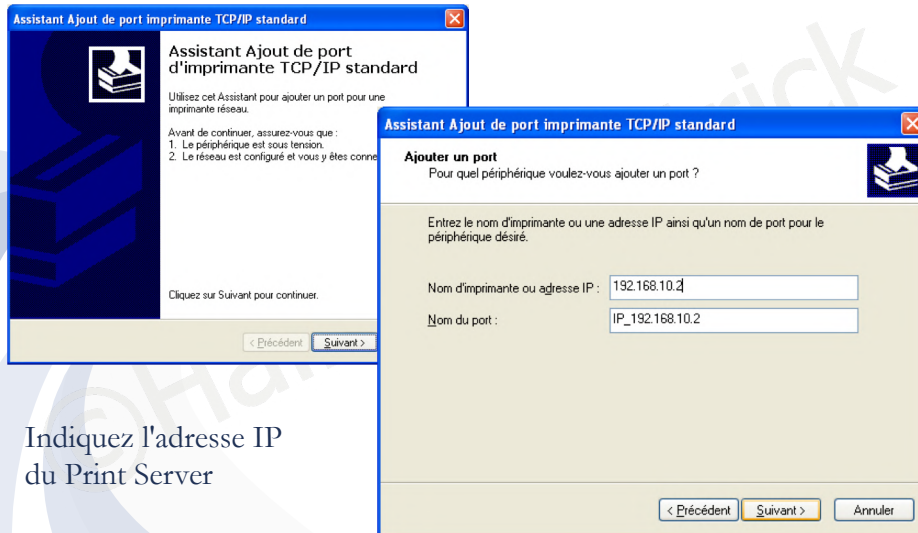 Assistant Ajout de port imprimante TCP/IP standard
Assistant Ajout de port
d'imprimante TCP/IP standard
Utilisez cet Assistant pour ajouter un port pour une
imprimante réseau.
Avant de continuer, assurez-vous que :
1. Le périphérique est sous tension.
2. Le réseau est configuré et vous y êtes conne
Cliquez sur Suivant pour continuer.
< Précédent Suivant >
Assistant Ajout de port imprimante TCP/IP standard
Ajouter un port
Pour quel périphérique voulez-vous ajouter un port ?
Entrez le nom d'imprimante ou une adresse IP ainsi qu'un nom de port pour le
périphérique désiré.
Nom d'imprimante ou adresse IP : 192.168.10.2
Nom du port : IP_192.168.10.2
< Précédent Suivant > Annuler
Indiquez l'adresse IP
du Print Server